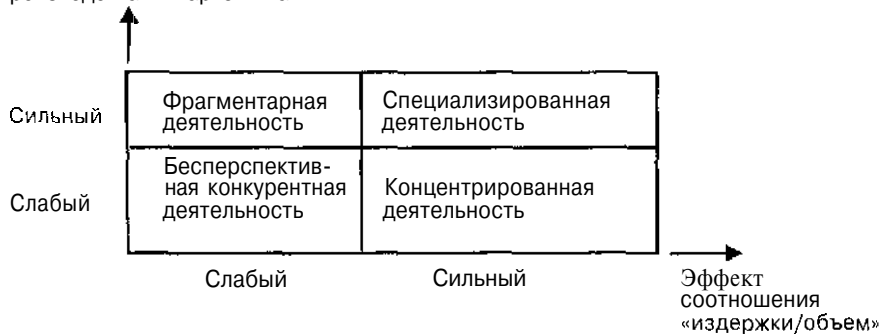 Сильный
Фрагментарная
деятельность
Специализированная
деятельность
Слабый
Бесперспектив-
ная конкурентная
деятельность
Концентрированная
деятельность
Слабый
Сильный
Эффект
соотношения
«издержки/объем»